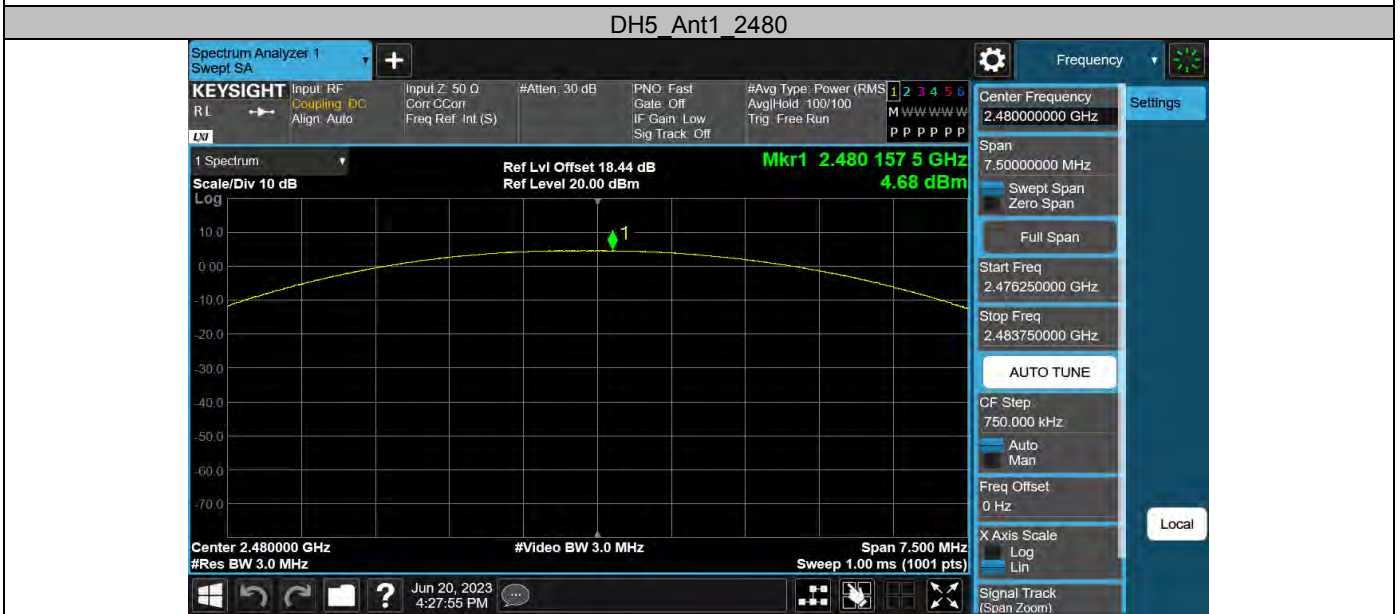 DH5_Ant1_2480
Spectrum Analyzer 1
Swept SA
+
Frequency
KEYSIGHT
RL
LXI
Input: RF
Coupling: DC
Align: Auto
Input Z: 50 Ω
Corr CCorr
Freq Ref: Int (S)
#Atten: 30 dB
PNO: Fast
Gate: Off
IF Gain: Low
Sig Track: Off
#Avg Type: Power (RMS
Avg|Hold: 100/100
Trig: Free Run
1 2 3 4 5 6
M W W W W W
P P P P P P
1 Spectrum
Scale/Div 10 dB
Log
Ref Lvl Offset 18.44 dB
Ref Level 20.00 dBm
Mkr1 2.480 157 5 GHz
4.68 dBm
1
10.0
0.00
-10.0
-20.0
-30.0
-40.0
-50.0
-60.0
-70.0
Center 2.480000 GHz
#Res BW 3.0 MHz
#Video BW 3.0 MHz
Span 7.500 MHz
Sweep 1.00 ms (1001 pts)
?
Jun 20, 2023
4:27:55 PM
Center Frequency
2.480000000 GHz
Span
7.50000000 MHz
Swept Span
Zero Span
Full Span
Start Freq
2.476250000 GHz
Stop Freq
2.483750000 GHz
AUTO TUNE
CF Step
750.000 kHz
Auto
Man
Freq Offset
0 Hz
X Axis Scale
Log
Lin
Signal Track
(Span Zoom)
Settings
Local